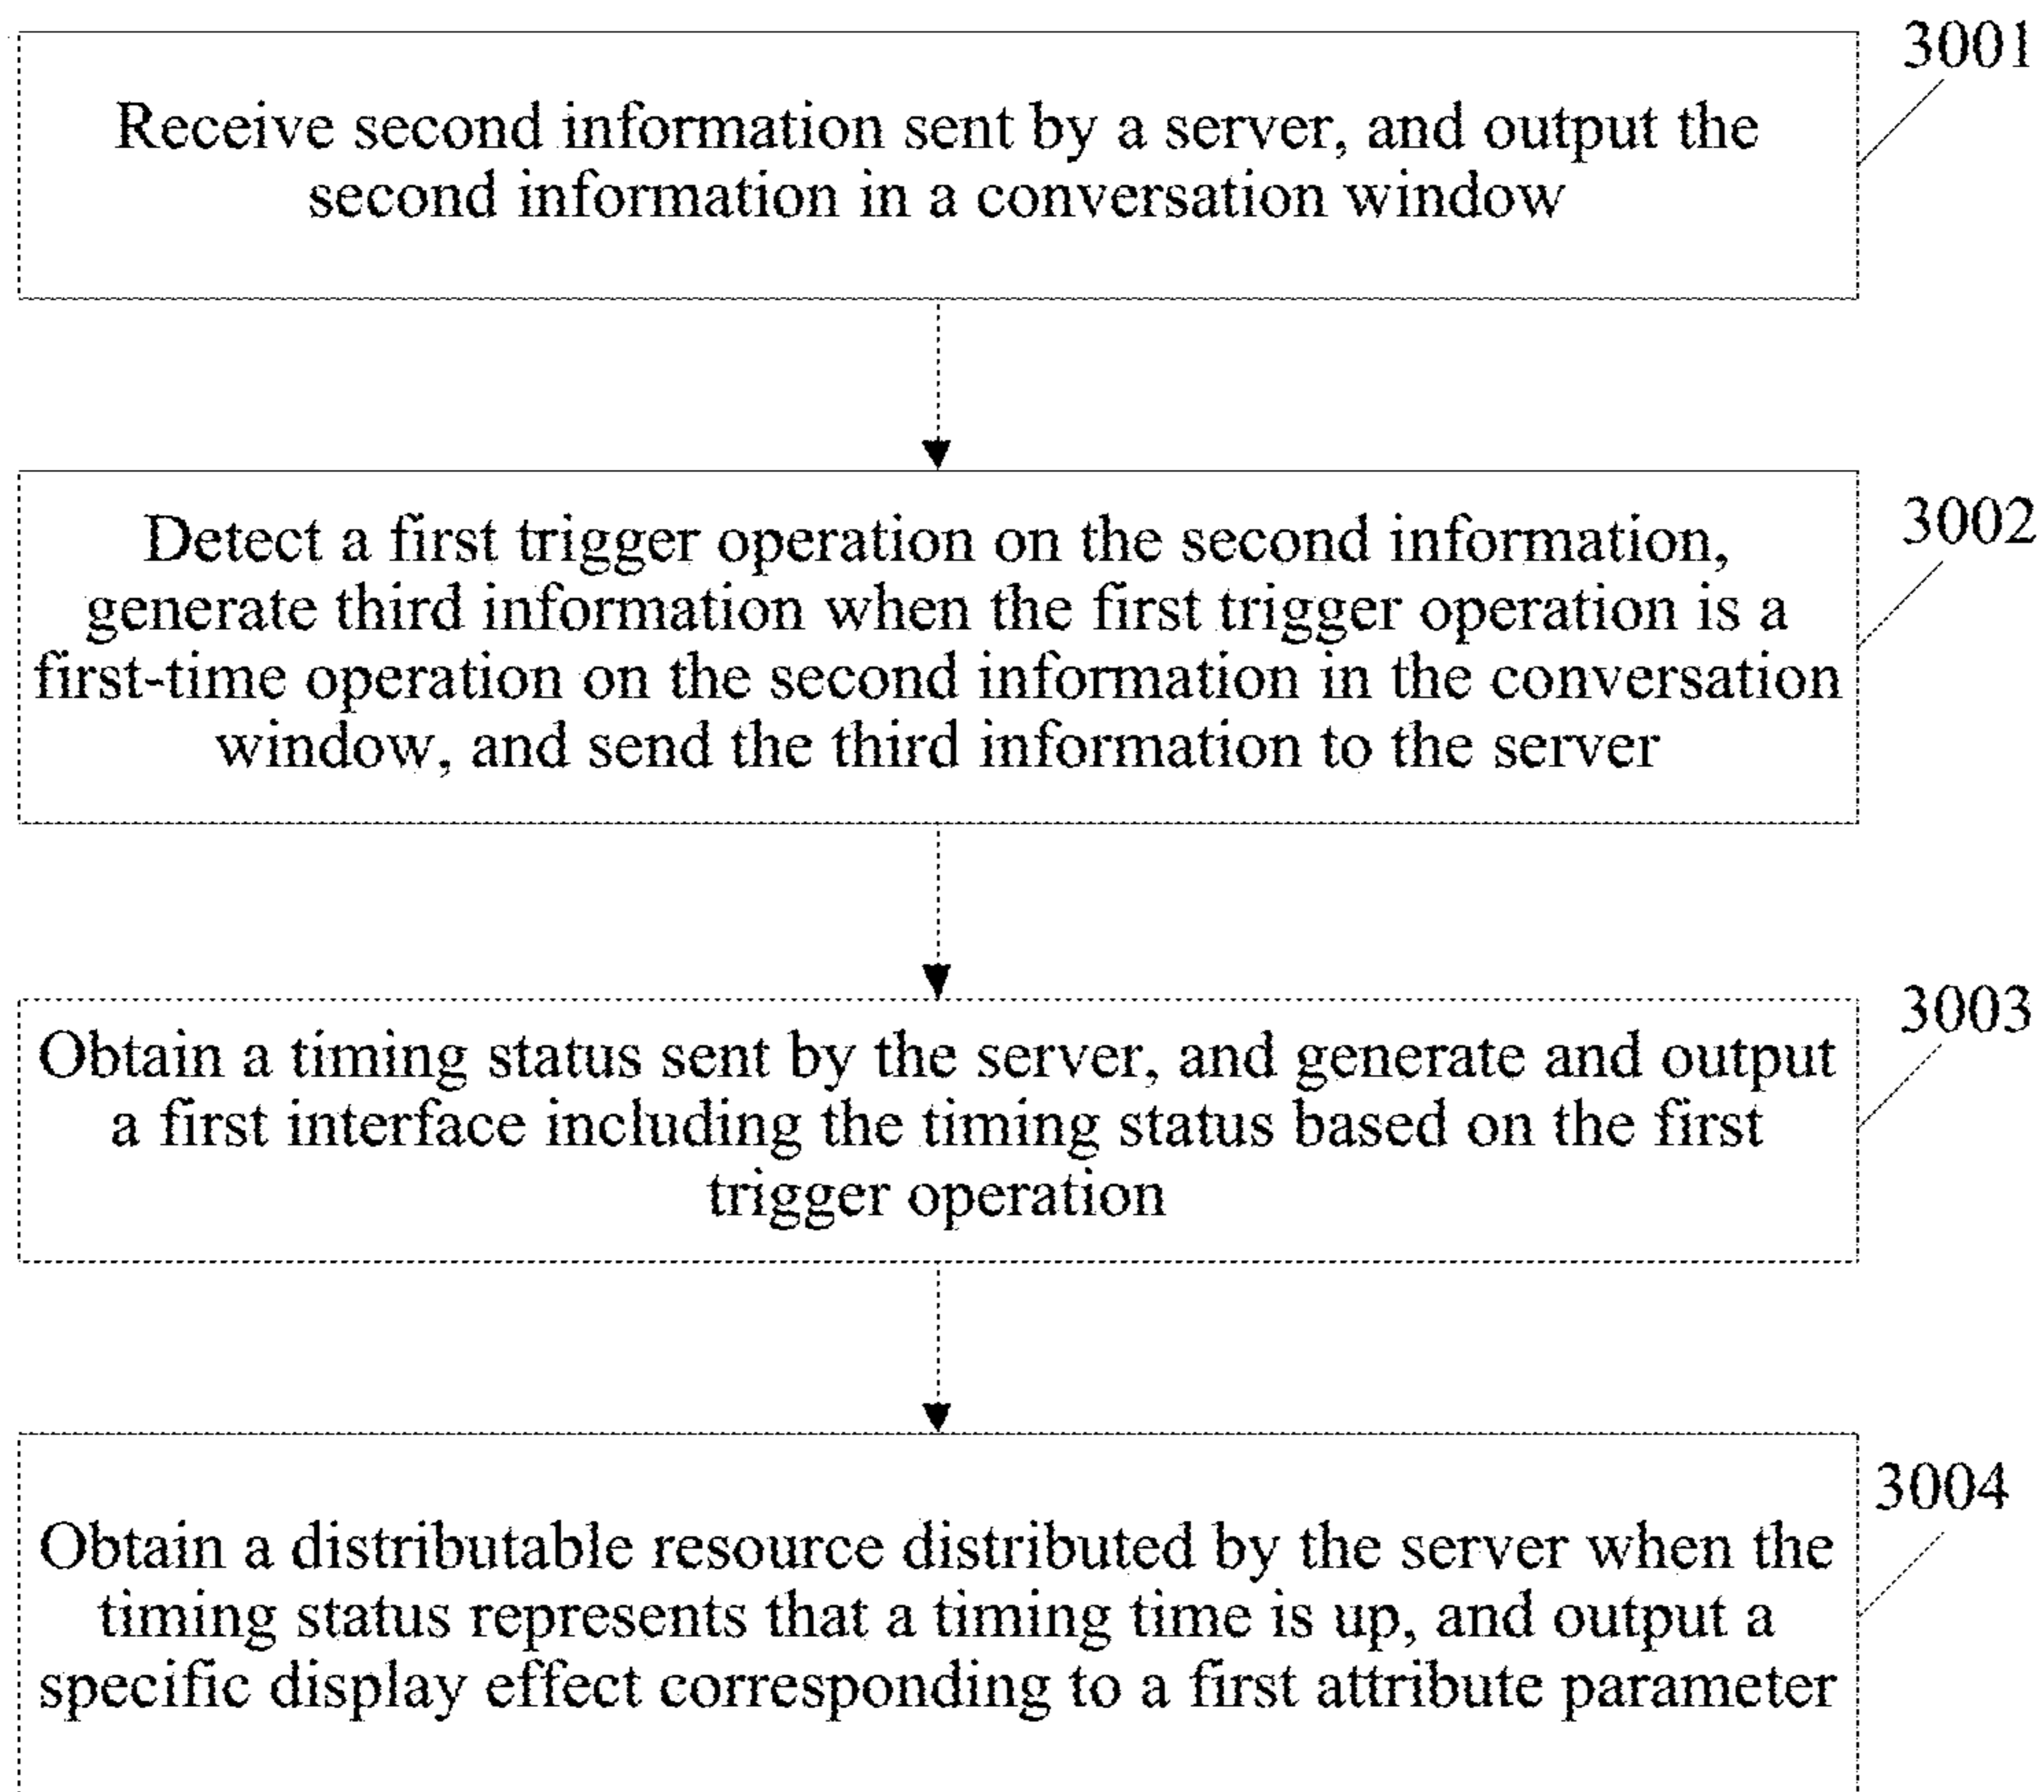 3001
Receive second information sent by a server, and output the
second information in a conversation window
3002
Detect a first trigger operation on the second information,
generate third information when the first trigger operation is a
first-time operation on the second information in the conversation
window, and send the third information to the server
3003
Obtain a timing status sent by the server, and generate and output
a first interface including the timing status based on the first
trigger operation
3004
Obtain a distributable resource distributed by the server when the
timing status represents that a timing time is up, and output a
specific display effect corresponding to a first attribute parameter